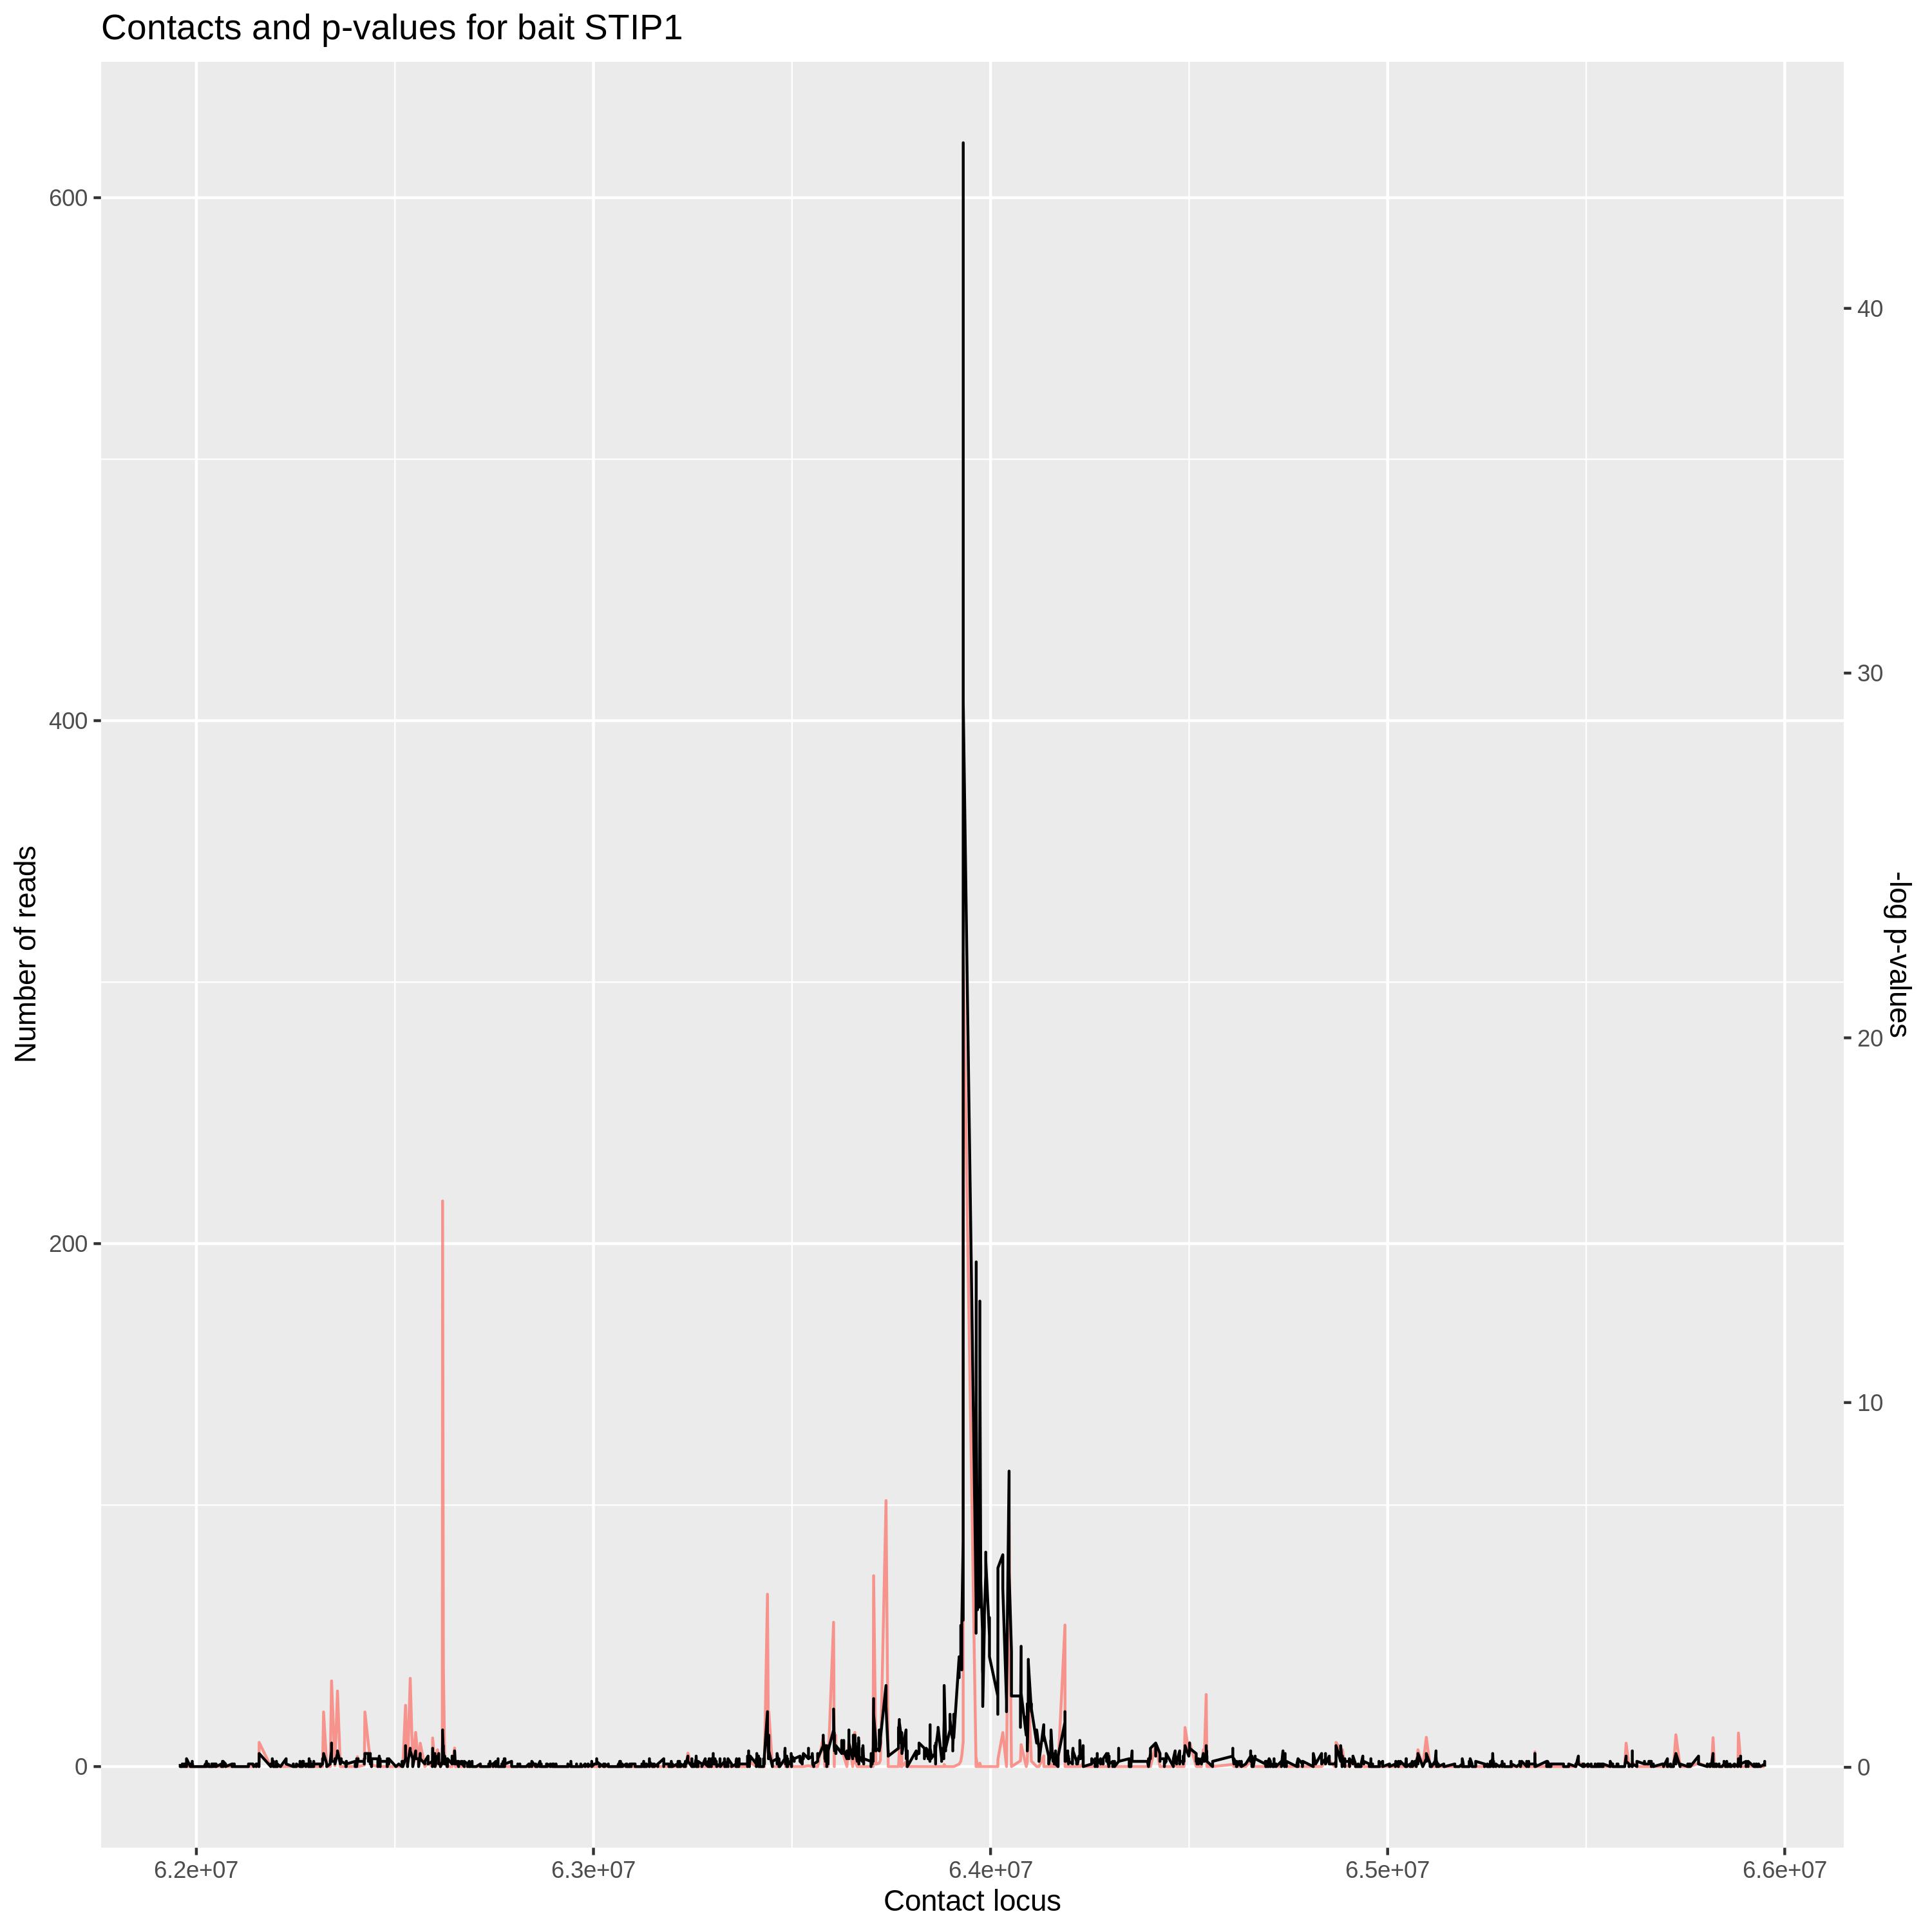 Contacts and p-values for bait STIP1
600
400
200
0
Number of reads
40
30
20
10
0
-log p-values
6.2e+07
6.3e+07
6.4e+07
6.5e+07
6.6e+07
Contact locus